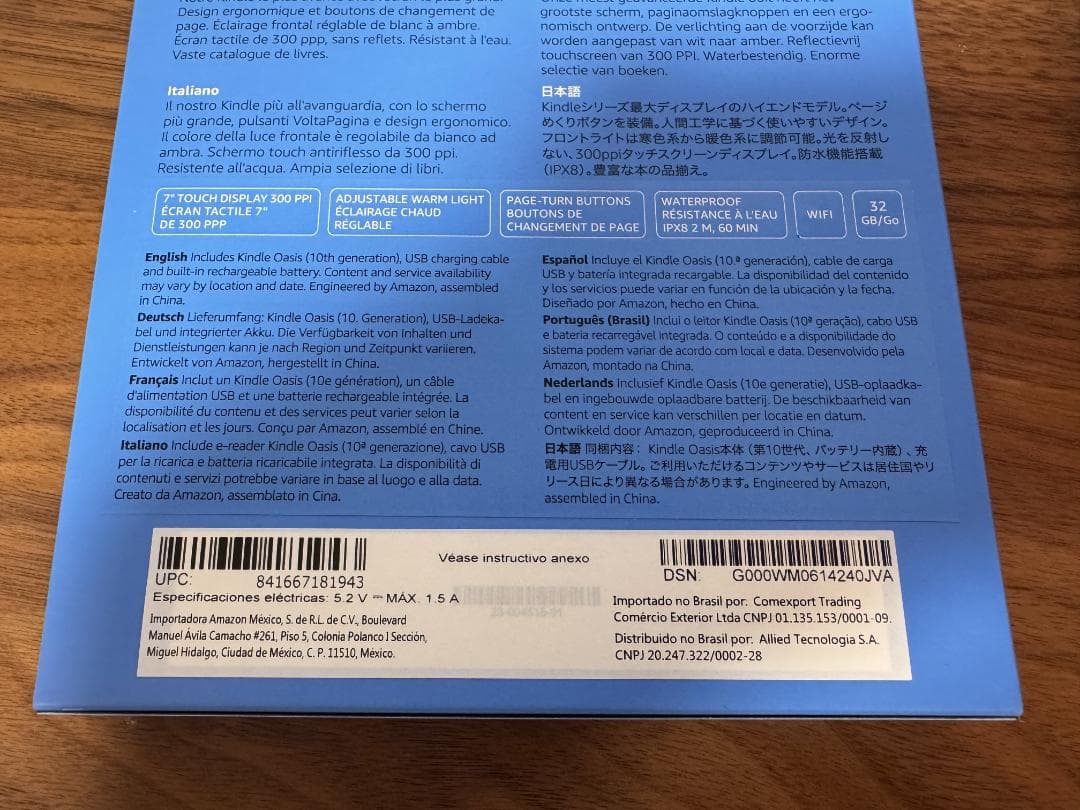 Design ergonomique et boutons de changement de
page. Éclairage frontal réglable de blanc à ambre.
Écran tactile de 300 ppp, sans reflets. Résistant à l'eau.
Vaste catalogue de livres.
grootste scherm, paginaomslagknoppen en een ergo-
nomisch ontwerp. De verlichting aan de voorzijde kan
worden aangepast van wit naar amber. Reflectievrij
touchscreen van 300 PPI. Waterbestendig. Enorme
selectie van boeken.
Italiano
Il nostro Kindle più all'avanguardia, con lo schermo
più grande, pulsanti VoltaPagina e design ergonomico.
Il colore della luce frontale è regolabile da bianco ad
ambra. Schermo touch antiriflesso da 300 ppi.
Resistente all'acqua. Ampia selezione di libri.
日本語
Kindleシリーズ最大ディスプレイのハイエンドモデル。ページ
めくりボタンを装備。人間工学に基づく使いやすいデザイン。
フロントライトは寒色系から暖色系に調節可能。光を反射し
ない、300ppiタッチスクリーンディスプレイ。防水機能搭載
(IPX8)。豊富な本の品揃え。
7" TOUCH DISPLAY 300 PPI
ÉCRAN TACTILE 7"
DE 300 PPP
ADJUSTABLE WARM LIGHT
ÉCLAIRAGE CHAUD
RÉGLABLE
PAGE-TURN BUTTONS
BOUTONS DE
CHANGEMENT DE PAGE
WATERPROOF
RÉSISTANCE À L'EAU
IPX8 2 M, 60 MIN
WIFI
32
GB/Go
English Includes Kindle Oasis (10th generation), USB charging cable
and built-in rechargeable battery. Content and service availability
may vary by location and date. Engineered by Amazon, assembled
in China.
Deutsch Lieferumfang: Kindle Oasis (10. Generation), USB-Ladeka-
bel und integrierter Akku. Die Verfügbarkeit von Inhalten und
Dienstleistungen kann je nach Region und Zeitpunkt variieren.
Entwickelt von Amazon, hergestellt in China.
Français Inclut un Kindle Oasis (10e génération), un câble
d'alimentation USB et une batterie rechargeable intégrée. La
disponibilité du contenu et des services peut varier selon la
localisation et les jours. Conçu par Amazon, assemblé en Chine.
Italiano Include e-reader Kindle Oasis (10ª generazione), cavo USB
per la ricarica e batteria ricaricabile integrata. La disponibilità di
contenuti e servizi potrebbe variare in base al luogo e alla data.
Creato da Amazon, assemblato in Cina.
Español Incluye el Kindle Oasis (10.ª generación), cable de carga
USB y batería integrada recargable. La disponibilidad del contenido
y los servicios puede variar en función de la ubicación y la fecha.
Diseñado por Amazon, hecho en China.
Português (Brasil) Inclui o leitor Kindle Oasis (10ª geração), cabo USB
e bateria recarregável integrada. O conteúdo e a disponibilidade do
sistema podem variar de acordo com local e data. Desenvolvido pela
Amazon, montado na China.
Nederlands Inclusief Kindle Oasis (10e generatie), USB-oplaadka-
bel en ingebouwde oplaadbare batterij. De beschikbaarheid van
content en service kan verschillen per locatie en datum.
Ontwikkeld door Amazon, geproduceerd in China.
日本語 同梱内容： Kindle Oasis本体（第10世代、バッテリー内蔵）、充
電用USBケーブル。ご利用いただけるコンテンツやサービスは居住国やリ
リース日により異なる場合があります。Engineered by Amazon,
assembled in China.
UPC: 841667181943
Véase instructivo anexo
DSN: G000WM0614240JVA
Especificaciones eléctricas: 5.2 V ⎓ MÁX. 1.5 A
Importadora Amazon México, S. de R.L. de C.V., Boulevard
Manuel Ávila Camacho #261, Piso 5, Colonia Polanco I Sección,
Miguel Hidalgo, Ciudad de México, C. P. 11510, México.
Importado no Brasil por: Comexport Trading
Comércio Exterior Ltda CNPJ 01.135.153/0001-09.
Distribuido no Brasil por: Allied Tecnologia S.A.
CNPJ 20.247.322/0002-28